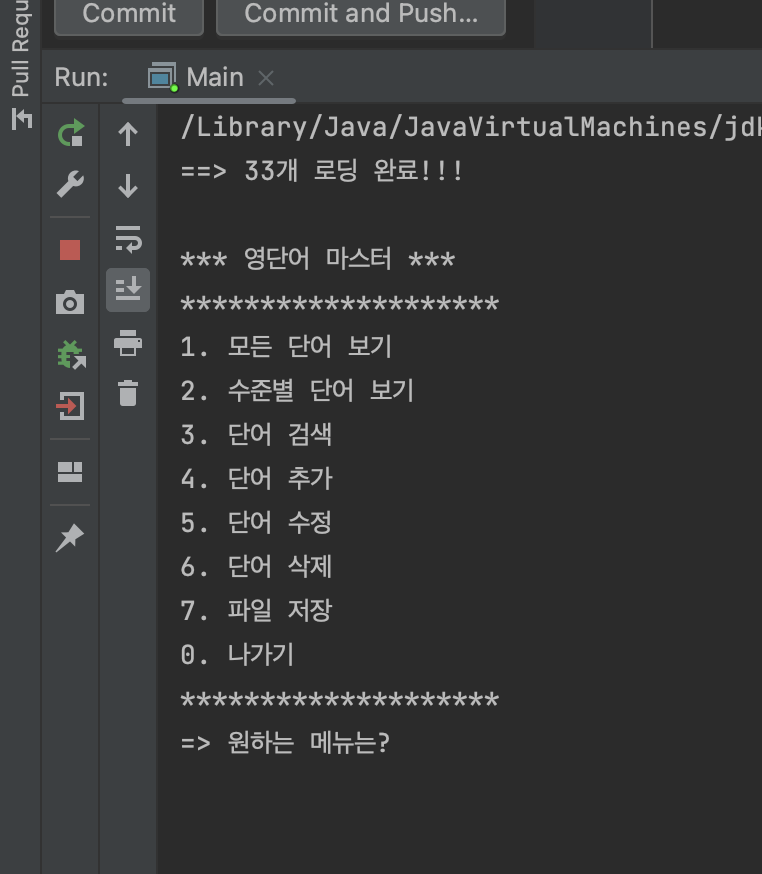 Commit
Commit and Push...
Pull Requ
Run:
Main
/Library/Java/JavaVirtualMachines/jdk
==> 33개 로딩 완료!!!
*** 영단어 마스터 ***
********************
1. 모든 단어 보기
2. 수준별 단어 보기
3. 단어 검색
4. 단어 추가
5. 단어 수정
6. 단어 삭제
7. 파일 저장
0. 나가기
********************
=> 원하는 메뉴는?